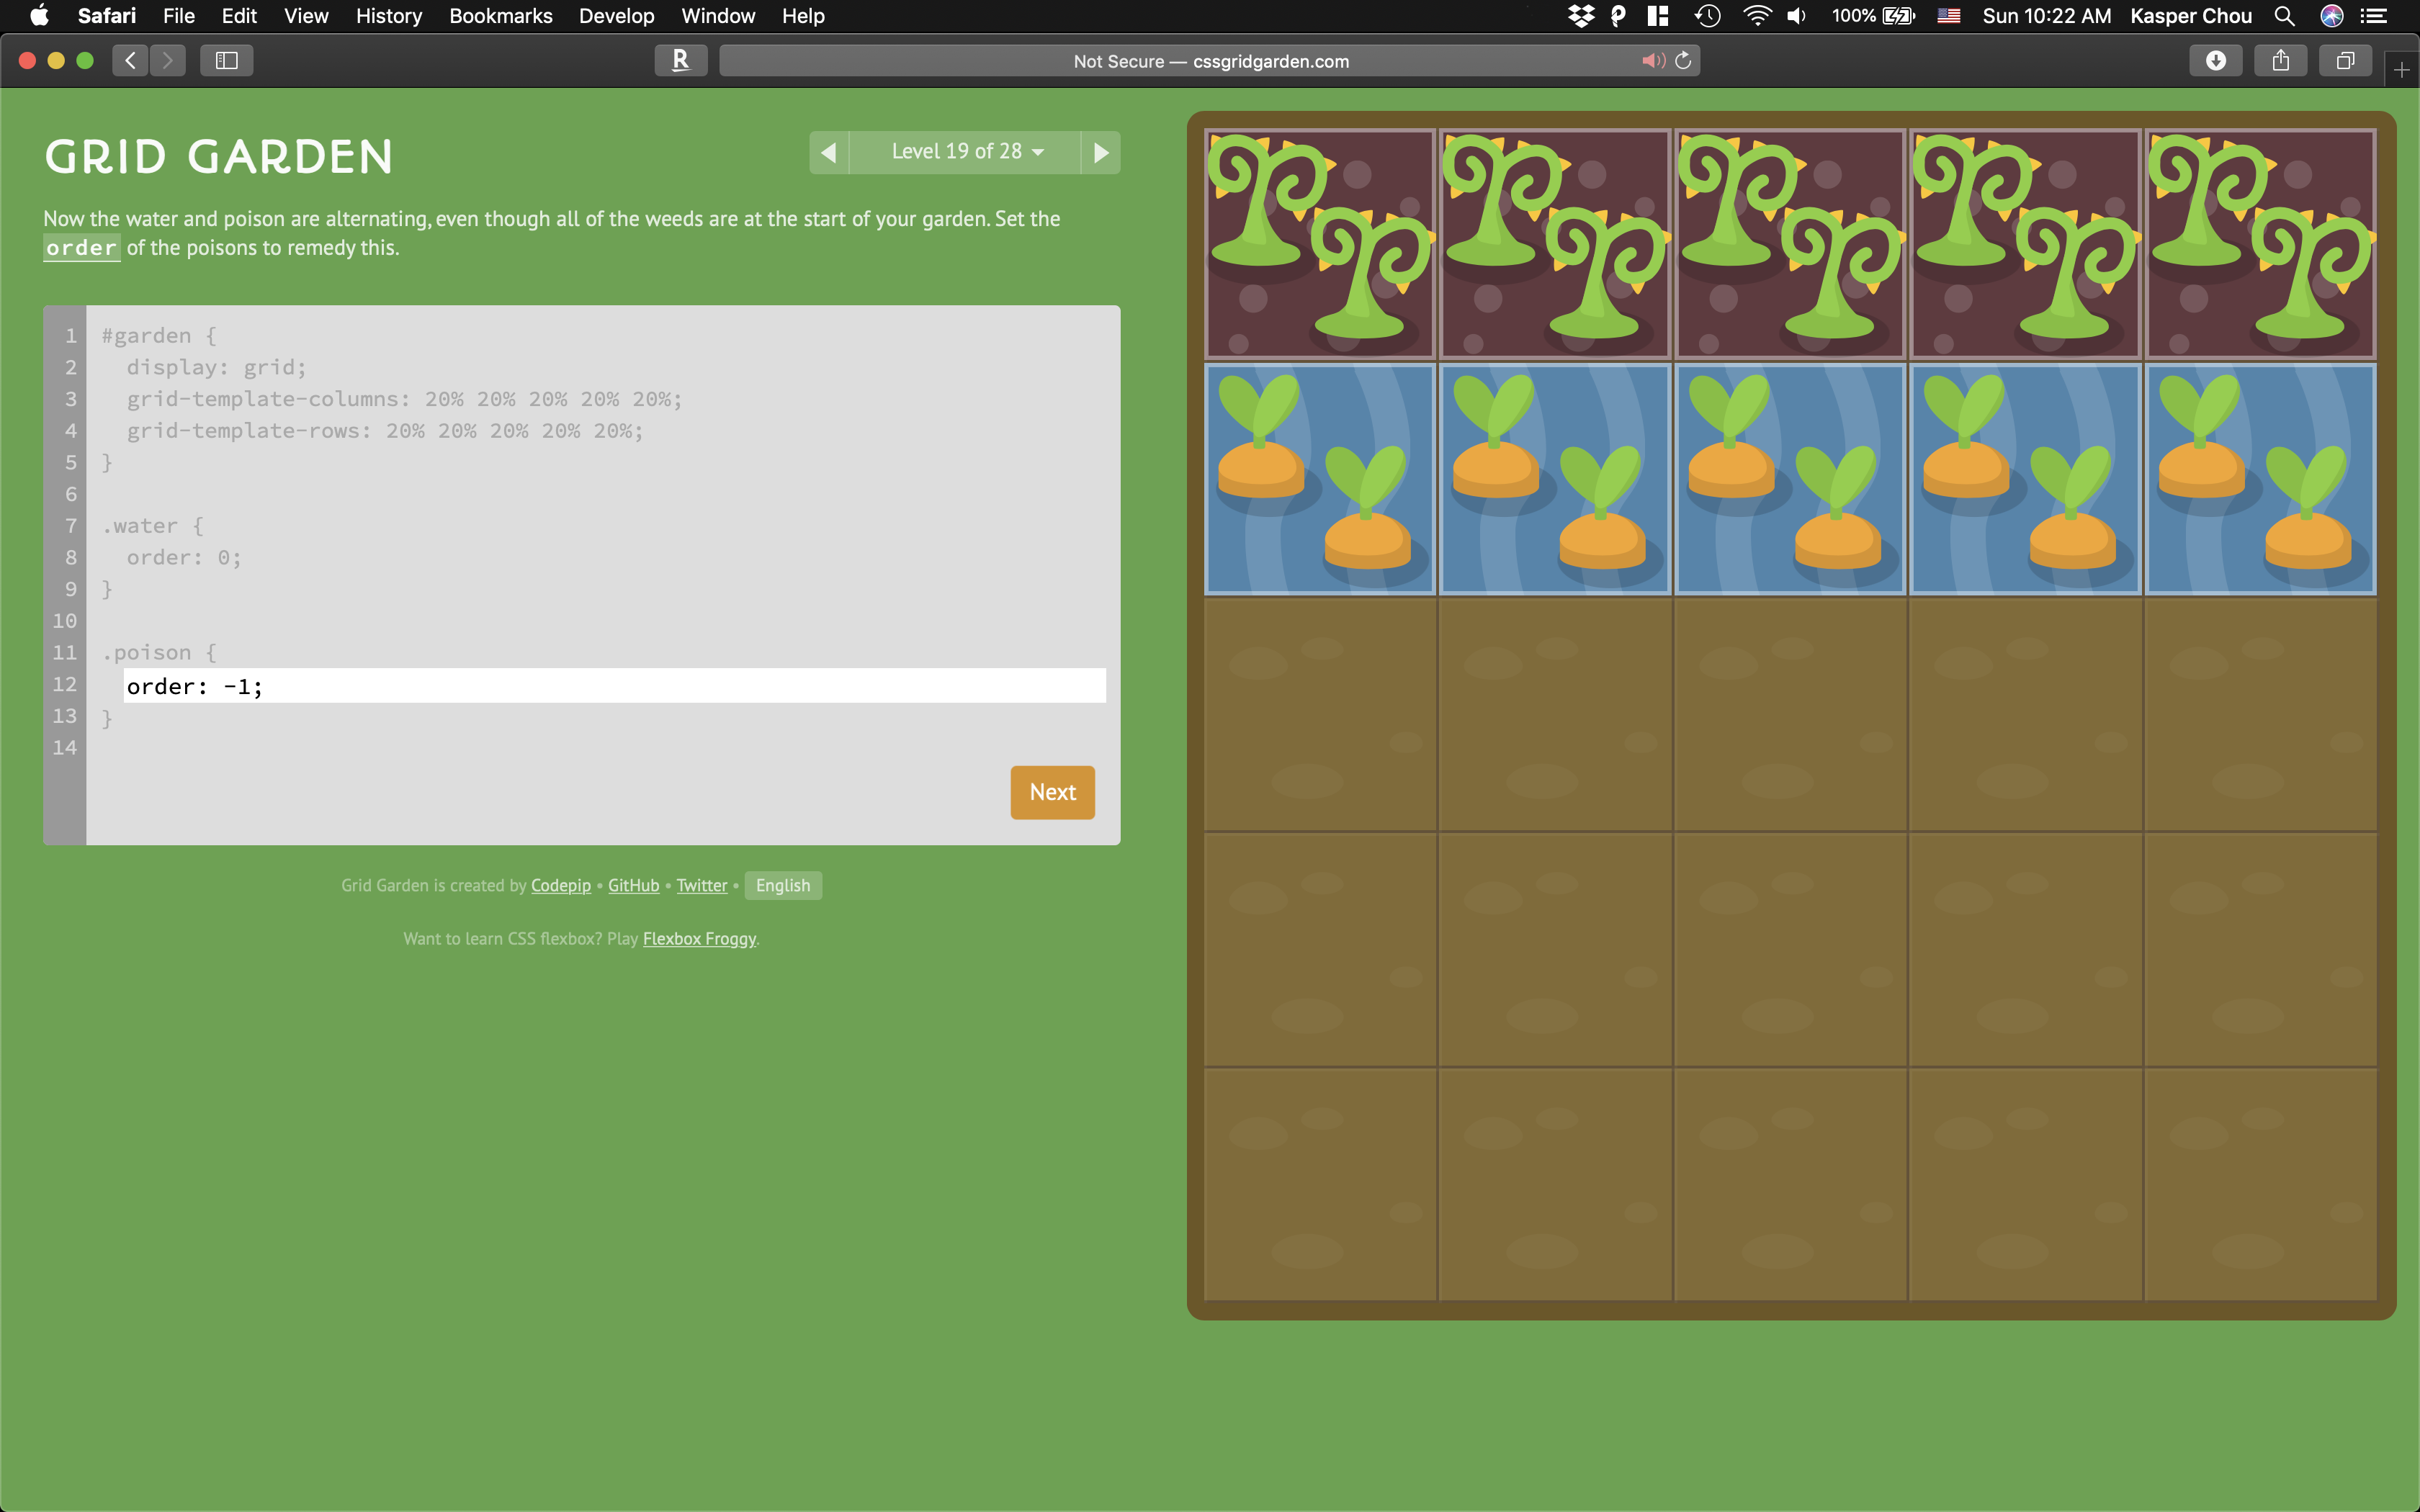 Safari File Edit View History Bookmarks Develop Window Help 100% Sun 10:22 AM Kasper Chou
R Not Secure — cssgridgarden.com
GRID GARDEN
Level 19 of 28
Now the water and poison are alternating, even though all of the weeds are at the start of your garden. Set the
order of the poisons to remedy this.
1 #garden {
2 display: grid;
3 grid-template-columns: 20% 20% 20% 20% 20%;
4 grid-template-rows: 20% 20% 20% 20% 20%;
5 }
6
7 .water {
8 order: 0;
9 }
10
11 .poison {
12 order: -1;
13 }
14
Next
Grid Garden is created by Codepip • GitHub • Twitter • English
Want to learn CSS flexbox? Play Flexbox Froggy.